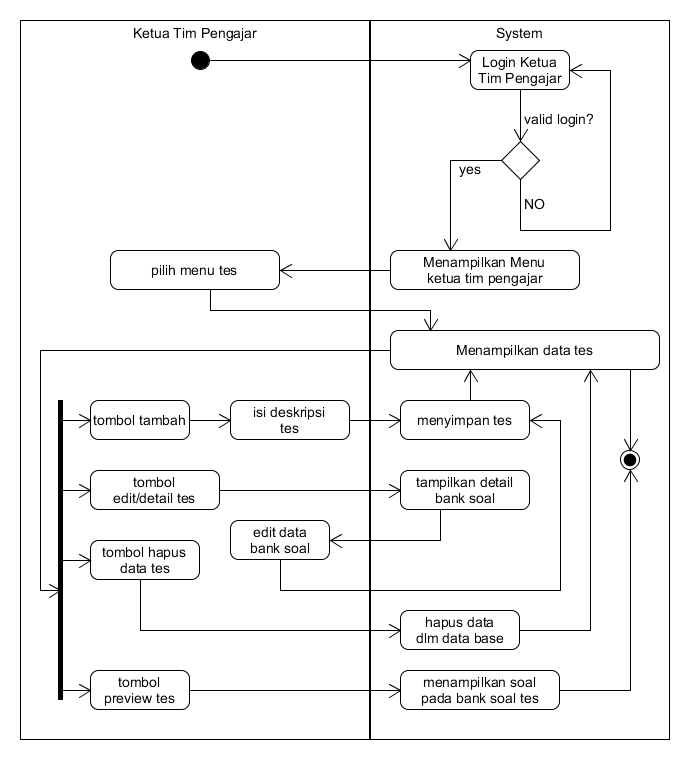 Ketua Tim Pengajar
System
Login Ketua
Tim Pengajar
valid login?
yes
NO
Menampilkan Menu
ketua tim pengajar
pilih menu tes
Menampilkan data tes
tombol tambah
isi deskripsi
tes
menyimpan tes
tombol
edit/detail tes
tampilkan detail
bank soal
edit data
bank soal
tombol hapus
data tes
hapus data
dlm data base
tombol
preview tes
menampilkan soal
pada bank soal tes